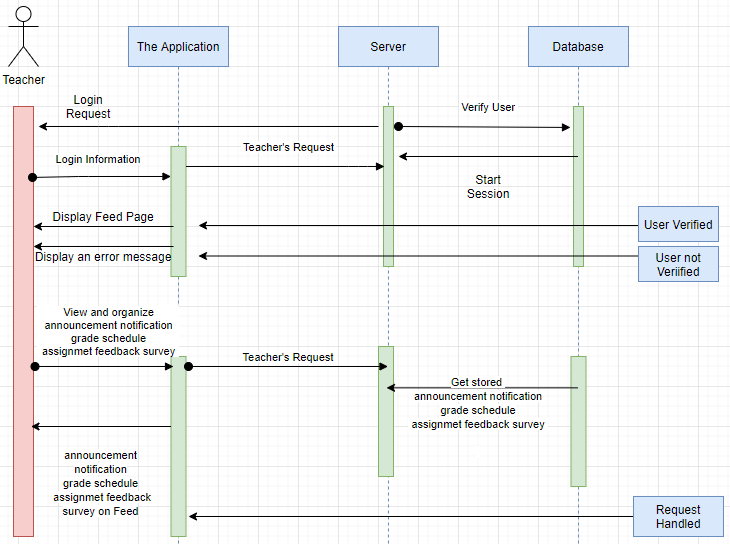 The Application
Server
Database
Teacher
Login
Request
Verify User
Login Information
Teacher's Request
Start
Session
Display Feed Page
User Verified
Display an error message
User not
Veriified
View and organize
announcement notification
grade schedule
assignmet feedback survey
Teacher's Request
Get stored
announcement notification
grade schedule
assignmet feedback survey
announcement
notification
grade schedule
assignmet feedback
survey on Feed
Request
Handled